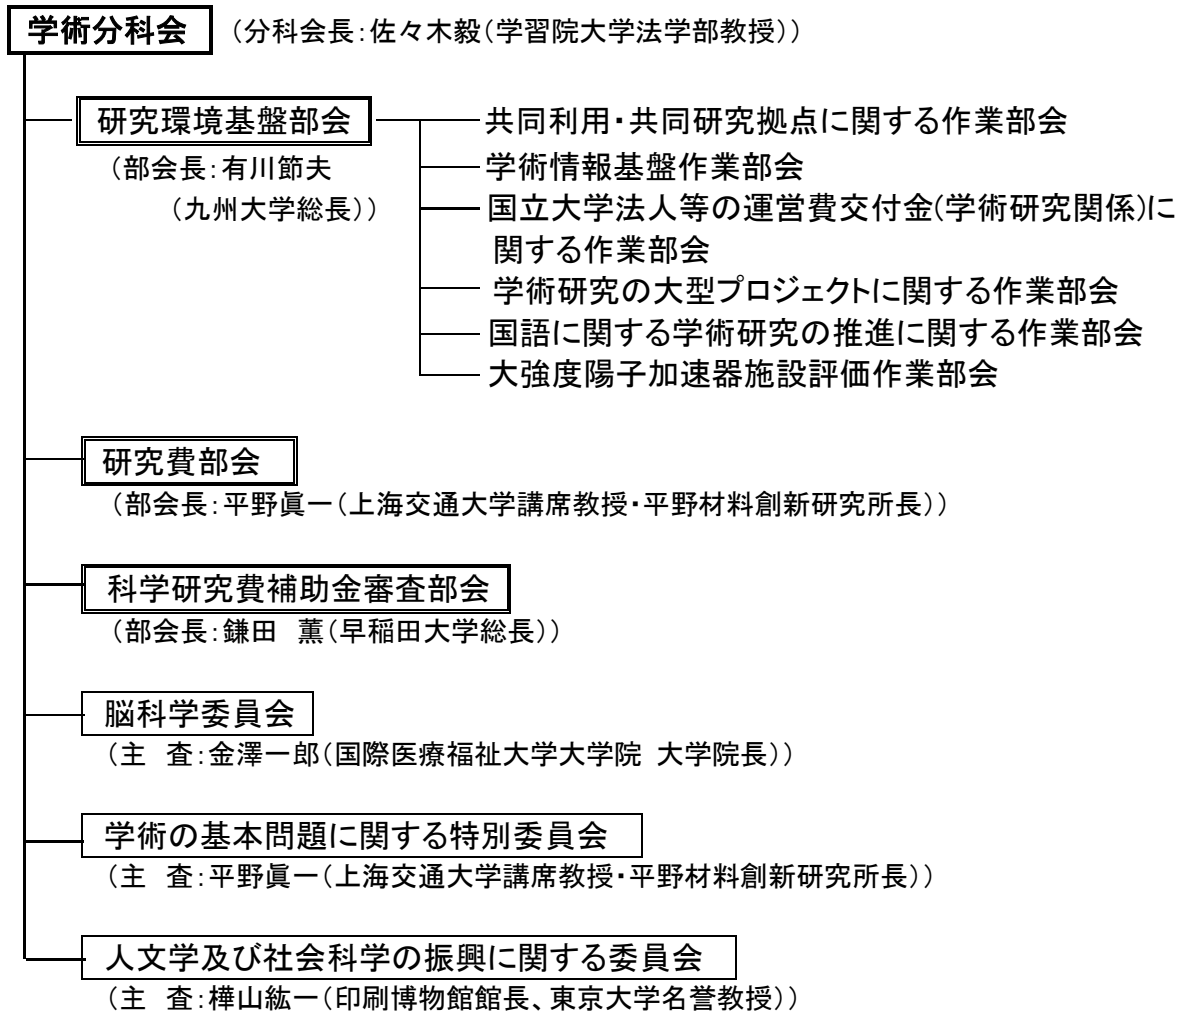 学術分科会 (分科会長:佐々木毅(学習院大学法学部教授))
研究環境基盤部会
(部会長:有川節夫
(九州大学総長))
共同利用・共同研究拠点に関する作業部会
学術情報基盤作業部会
国立大学法人等の運営費交付金(学術研究関係)に
関する作業部会
学術研究の大型プロジェクトに関する作業部会
国語に関する学術研究の推進に関する作業部会
大強度陽子加速器施設評価作業部会
研究費部会
(部会長:平野眞一(上海交通大学講席教授・平野材料創新研究所長))
科学研究費補助金審査部会
(部会長:鎌田 薫(早稲田大学総長))
脳科学委員会
(主 査:金澤一郎(国際医療福祉大学大学院 大学院長))
学術の基本問題に関する特別委員会
(主 査:平野眞一(上海交通大学講席教授・平野材料創新研究所長))
人文学及び社会科学の振興に関する委員会
(主 査:樺山紘一(印刷博物館館長、東京大学名誉教授))